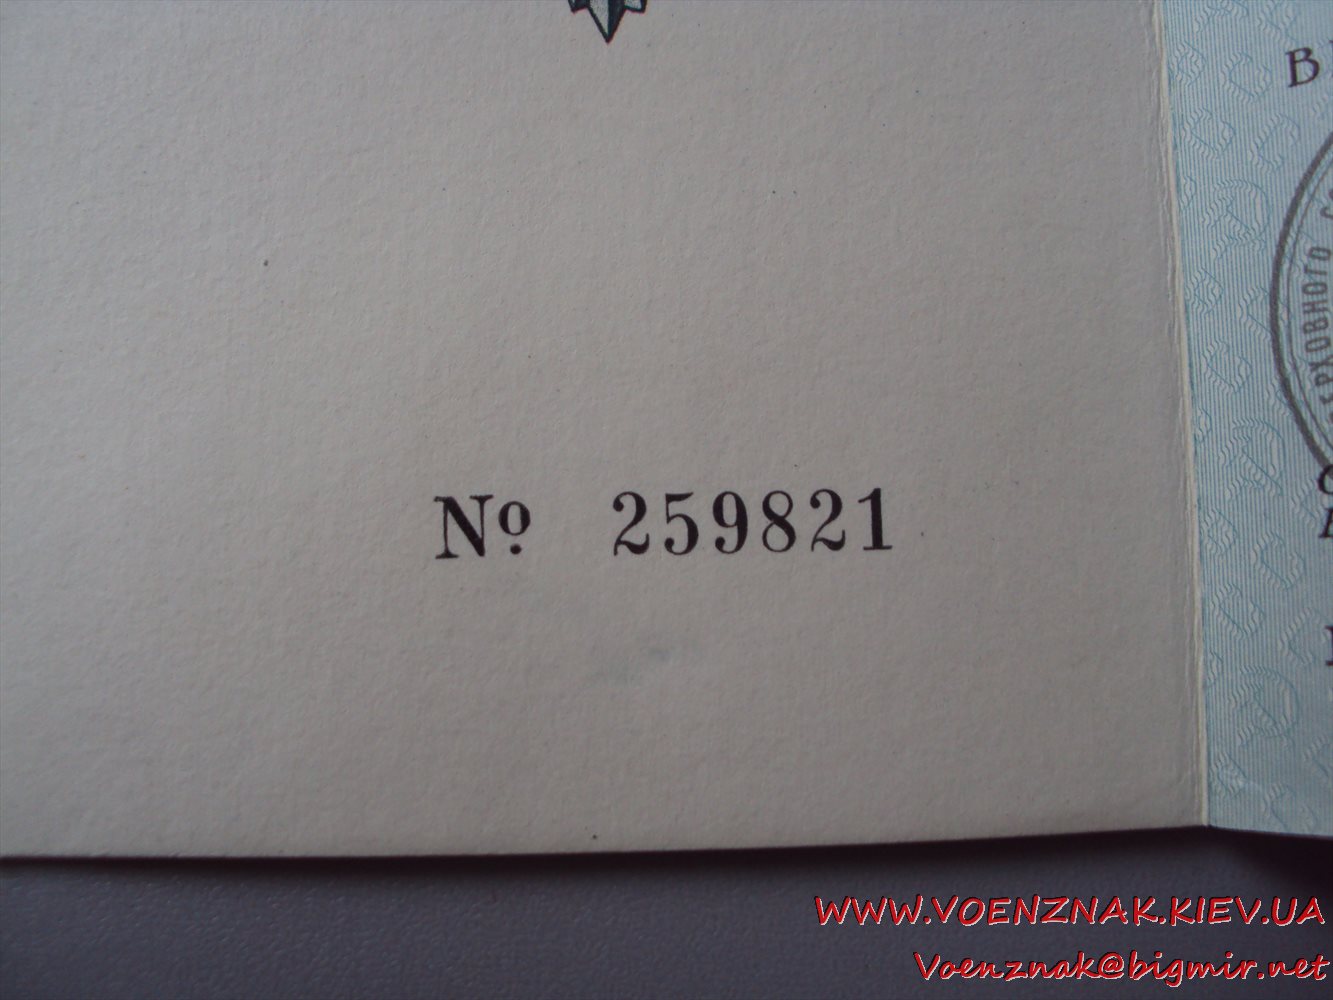 № 259821
WWW.VOENZNAK.KIEV.UA
Voenznak@bigmir.net